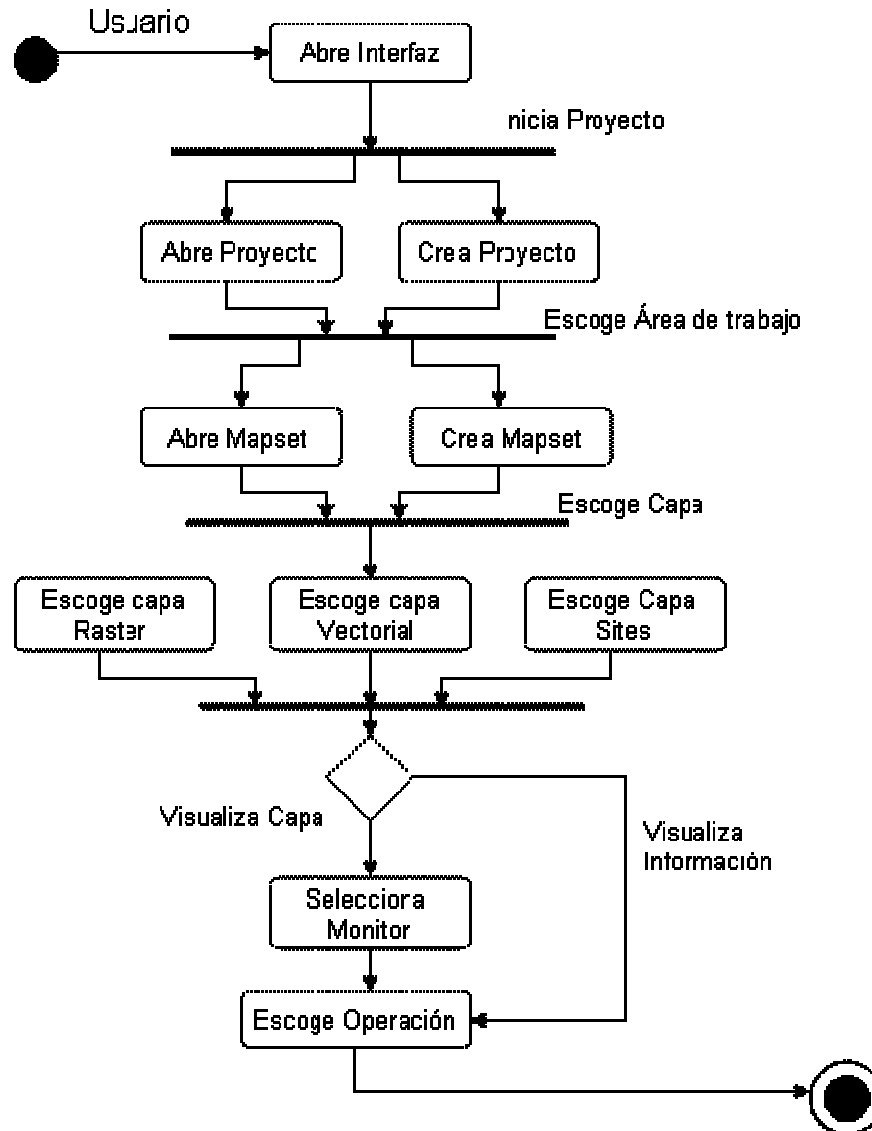 Usuario
Abre Interfaz
nicia Proyecto
Abre Proyecto
Crea Proyecto
Escoge Área de trabajo
Abre Mapset
Crea Mapset
Escoge Capa
Escoge capa
Raster
Escoge capa
Vectorial
Escoge Capa
Sites
Visualiza Capa
Visualiza
Información
Selecciona
Monitor
Escoge Operación